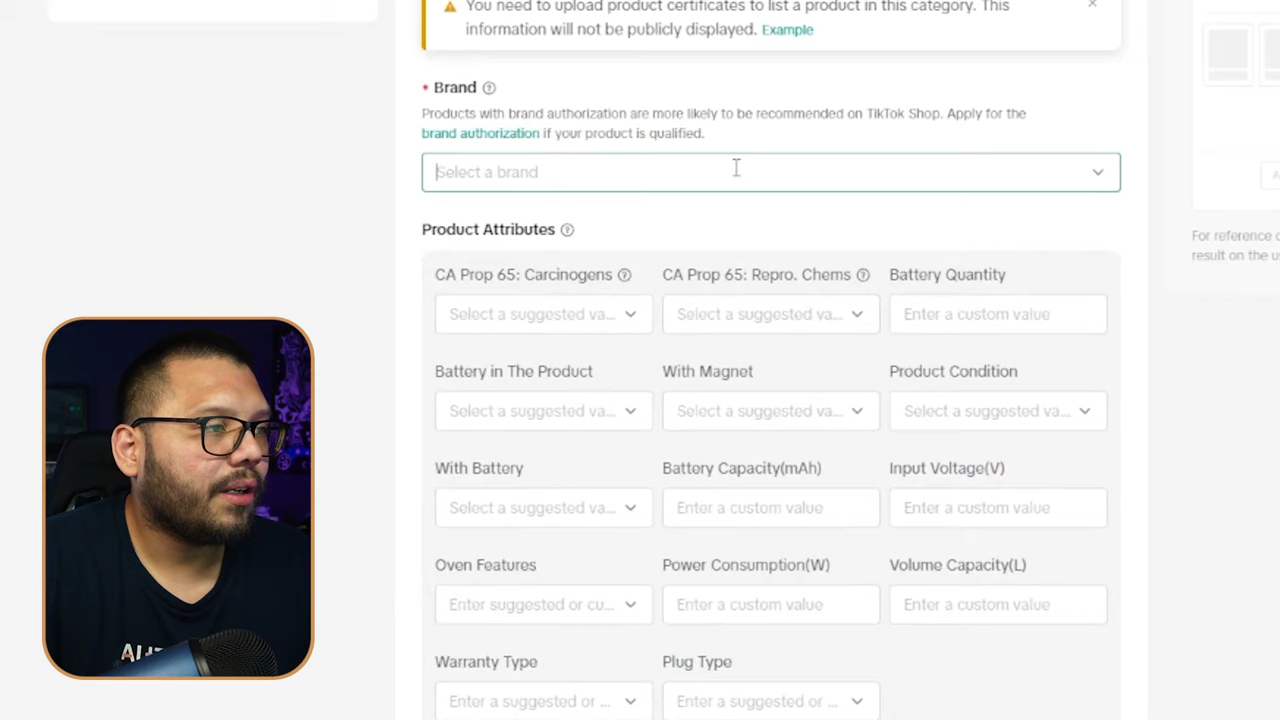 You need to upload product certificates to list a product in this category. This
information will not be publicly displayed. Example
* Brand
Products with brand authorization are more likely to be recommended on TikTok Shop. Apply for the
brand authorization if your product is qualified.
Select a brand
Product Attributes
CA Prop 65: Carcinogens
CA Prop 65: Repro. Chems
Battery Quantity
Select a suggested va...
Select a suggested va...
Enter a custom value
Battery in The Product
With Magnet
Product Condition
Select a suggested va...
Select a suggested va...
Select a suggested va...
With Battery
Battery Capacity(mAh)
Input Voltage(V)
Select a suggested va...
Enter a custom value
Enter a custom value
Oven Features
Power Consumption(W)
Volume Capacity(L)
Enter suggested or cu...
Enter a custom value
Enter a custom value
Warranty Type
Plug Type
Enter a suggested or ...
Enter a suggested or ...
For reference
result on the